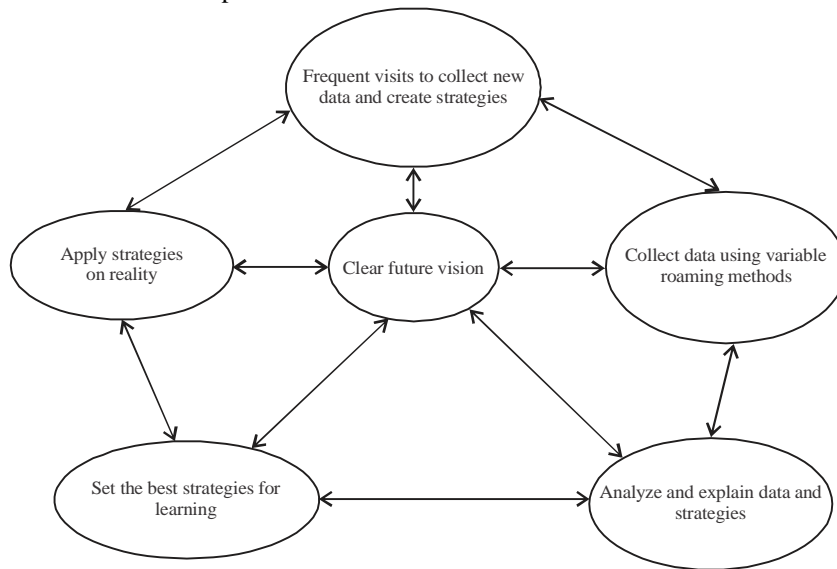 Frequent visits to collect new
data and create strategies
Apply strategies
on reality
Clear future vision
Collect data using variable
roaming methods
Set the best strategies for
learning
Analyze and explain data and
strategies